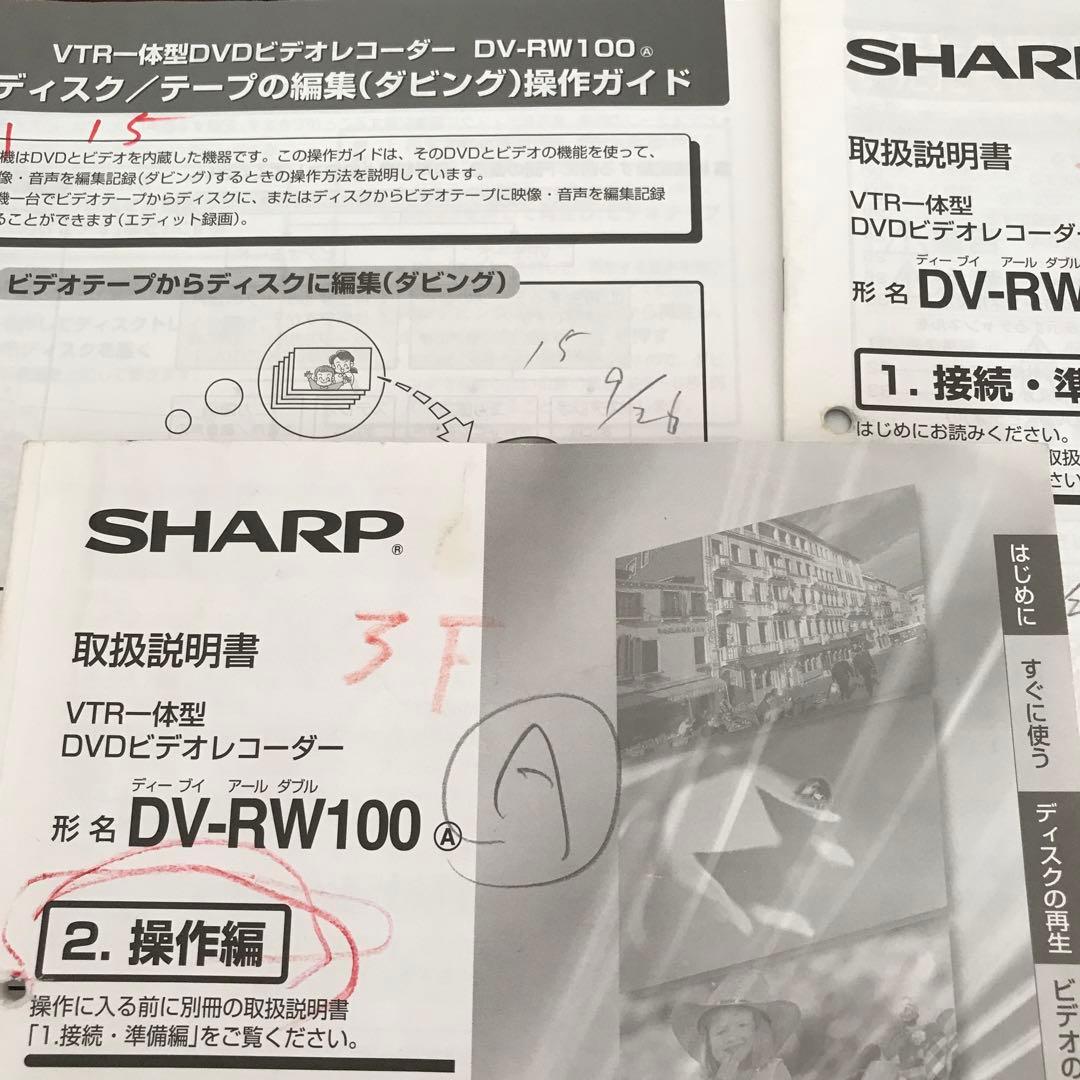 VTR一体型DVDビデオレコーダー DV-RW100 Ⓐ
ディスク／テープの編集(ダビング)操作ガイド
1 15
機はDVDとビデオを内蔵した機器です。この操作ガイドは、そのDVDとビデオの機能を使って、
像・音声を編集記録(ダビング)するときの操作方法を説明しています。
機一台でビデオテープからディスクに、またはディスクからビデオテープに映像・音声を編集記録
ることができます(エディット録画)。
ビデオテープからディスクに編集(ダビング)
15
9/26
SHARP
取扱説明書
VTR一体型
DVDビデオレコーダー
ディー ブイ アール ダブル
形名 DV-RW
1. 接続・準
はじめにお読みください。
取扱
さい
SHARP®
3F
取扱説明書
VTR一体型
DVDビデオレコーダー
ディー ブイ アール ダブル
形名 DV-RW100 Ⓐ
A
2. 操作編
操作に入る前に別冊の取扱説明書
「1.接続・準備編」をご覧ください。
はじめに
すぐに使う
ディスクの再生
ビデオの